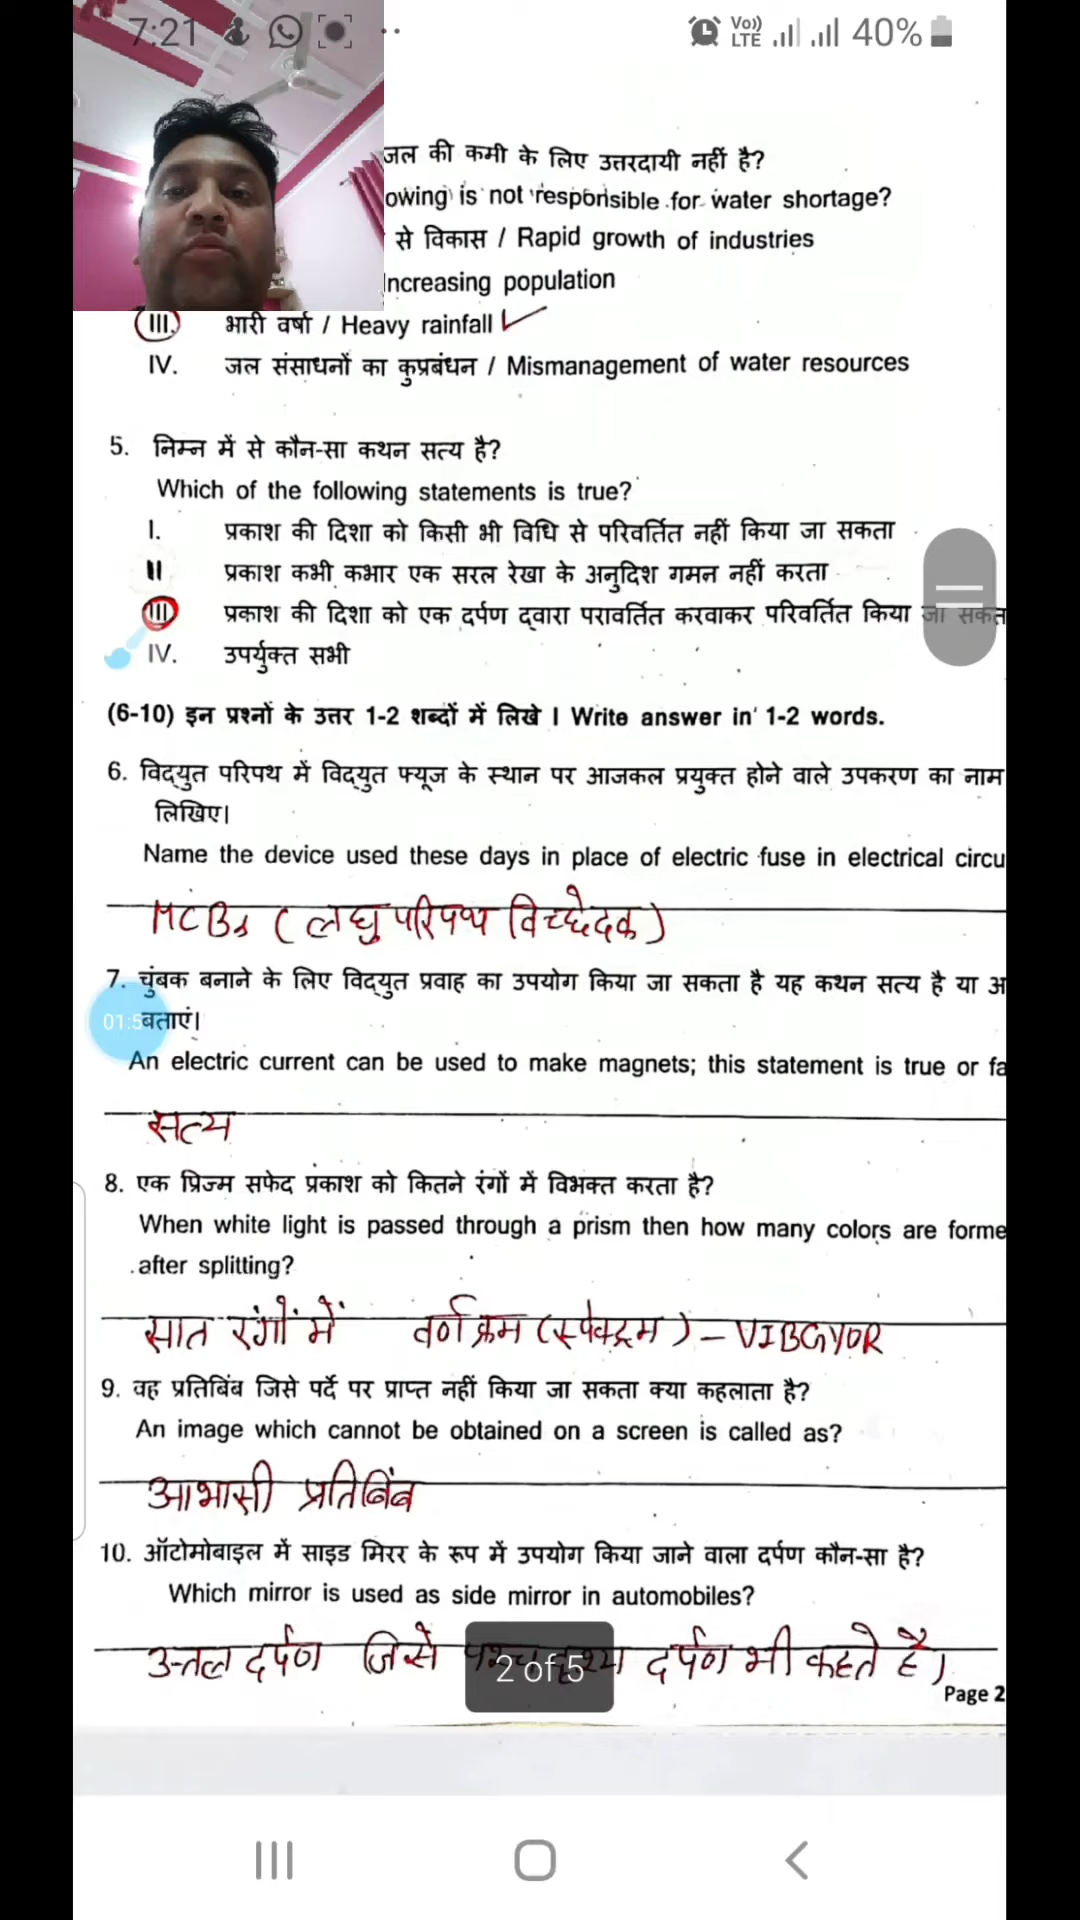 7:21
Vo))
LTE
40%
जल की कमी के लिए उत्तरदायी नहीं है?
owing is not responsible for water shortage?
से विकास / Rapid growth of industries
Increasing population
III. भारी वर्षा / Heavy rainfall
IV. जल संसाधनों का कुप्रबंधन / Mismanagement of water resources
5. निम्न में से कौन-सा कथन सत्य है?
Which of the following statements is true?
I. प्रकाश की दिशा को किसी भी विधि से परिवर्तित नहीं किया जा सकता
II प्रकाश कभी कभार एक सरल रेखा के अनुदिश गमन नहीं करता
III प्रकाश की दिशा को एक दर्पण द्वारा परावर्तित करवाकर परिवर्तित किया जा सकत
IV. उपर्युक्त सभी
(6-10) इन प्रश्नों के उत्तर 1-2 शब्दों में लिखे । Write answer in 1-2 words.
6. विद्युत परिपथ में विद्युत फ्यूज के स्थान पर आजकल प्रयुक्त होने वाले उपकरण का नाम
लिखिए।
Name the device used these days in place of electric fuse in electrical circu
MCBs (लघु परिपथ विच्छेदक)
7. चुंबक बनाने के लिए विद्युत प्रवाह का उपयोग किया जा सकता है यह कथन सत्य है या अ
बताएं।
An electric current can be used to make magnets; this statement is true or fa
सत्य
8. एक प्रिज्म सफेद प्रकाश को कितने रंगों में विभक्त करता है?
When white light is passed through a prism then how many colors are forme
after splitting?
सात रंगों में वर्णक्रम (स्पेक्ट्रम) – VIBGYOR
9. वह प्रतिबिंब जिसे पर्दे पर प्राप्त नहीं किया जा सकता क्या कहलाता है?
An image which cannot be obtained on a screen is called as?
आभासी प्रतिबिंब
10. ऑटोमोबाइल में साइड मिरर के रूप में उपयोग किया जाने वाला दर्पण कौन-सा है?
Which mirror is used as side mirror in automobiles?
उत्तल दर्पण जिसे दर्पण भी कहते है।
2 of 5
Page 2